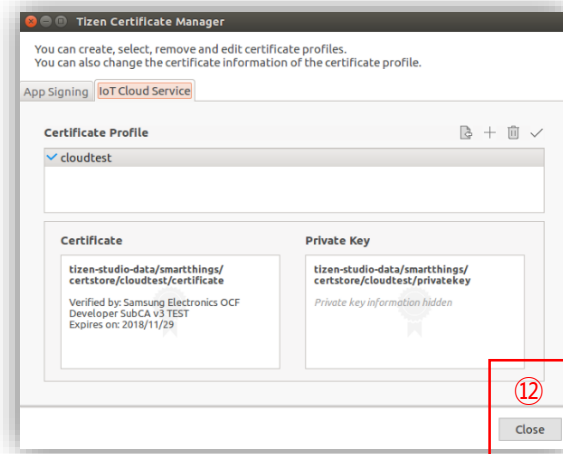 Tizen Certificate Manager
You can create, select, remove and edit certificate profiles.
You can also change the certificate information of the certificate profile.
App Signing IoT Cloud Service
Certificate Profile
cloudtest
Certificate
tizen-studio-data/smartthings/
certstore/cloudtest/certificate
Verified by: Samsung Electronics OCF
Developer SubCA v3 TEST
Expires on: 2018/11/29
Private Key
tizen-studio-data/smartthings/
certstore/cloudtest/privatekey
Private key information hidden
⑫
Close